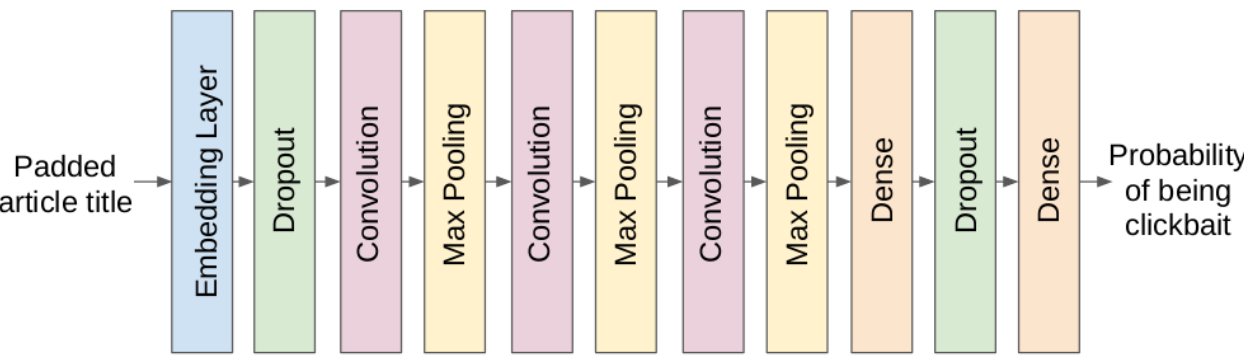 Padded
article title
Embedding Layer
Dropout
Convolution
Max Pooling
Convolution
Max Pooling
Convolution
Max Pooling
Dense
Dropout
Dense
Probability
of being
clickbait